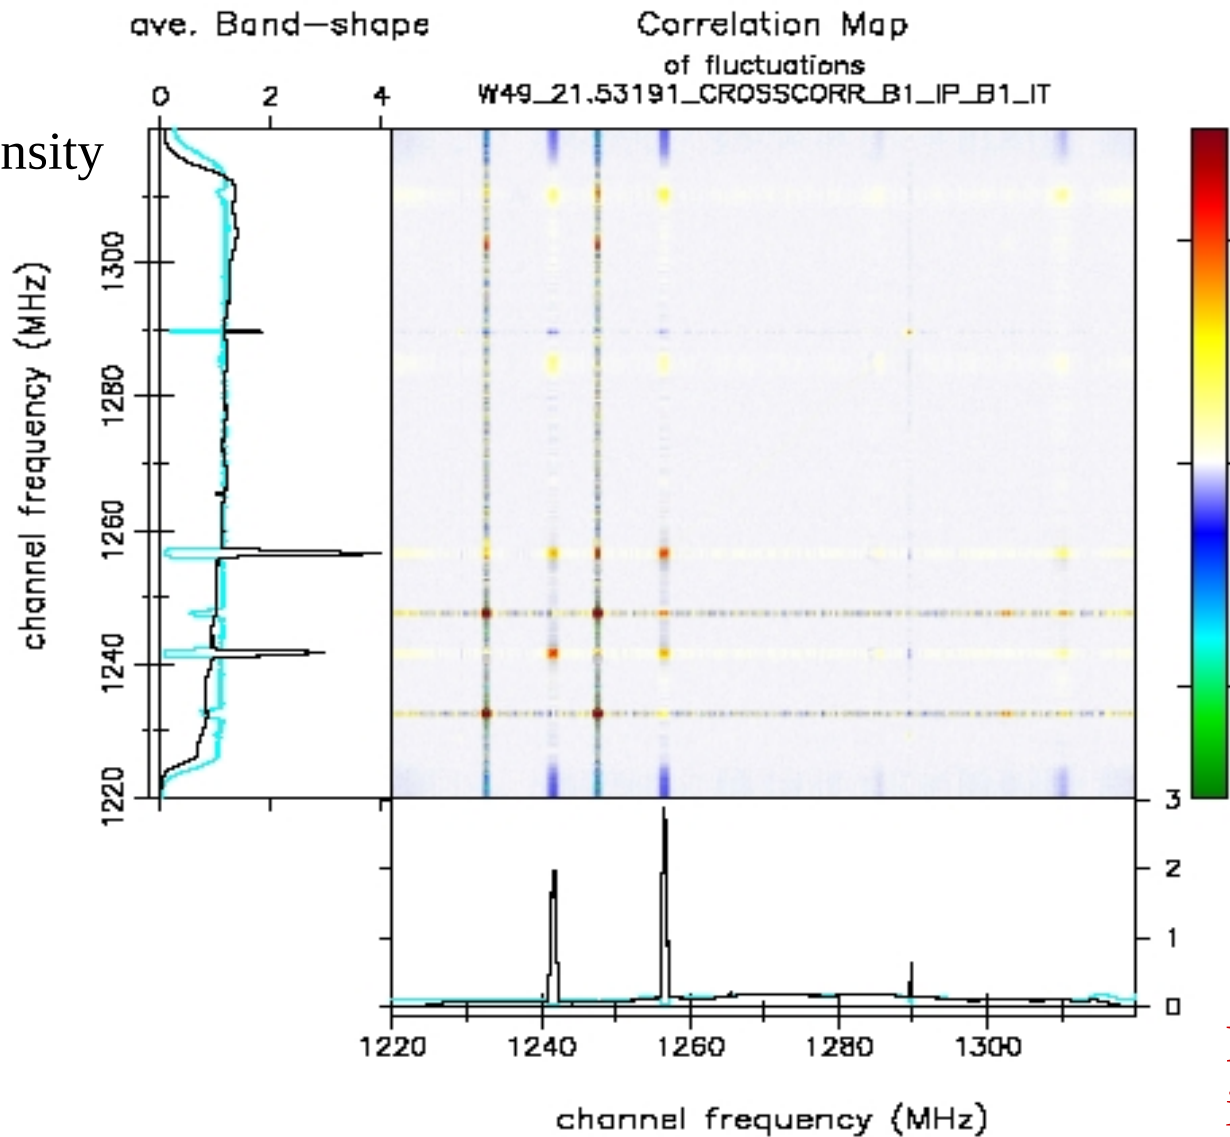 ave. Band-shape
Correlation Map
of fluctuations
W49_21.53191_CROSSCORR_B1_IP_B1_IT
0 2 4
nsity
channel frequency (MHz)
1300
1280
1260
1240
1220
3
2
1
0
1220 1240 1260 1280 1300
channel frequency (MHz)